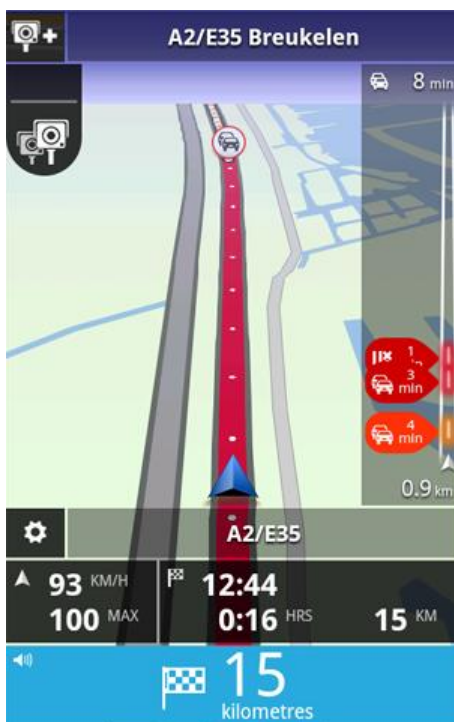 A2/E35 Breukelen
8 min
1
3
min
4
min
0.9 km
A2/E35
93 KM/H
100 MAX
12:44
0:16 HRS
15 KM
15
kilometres